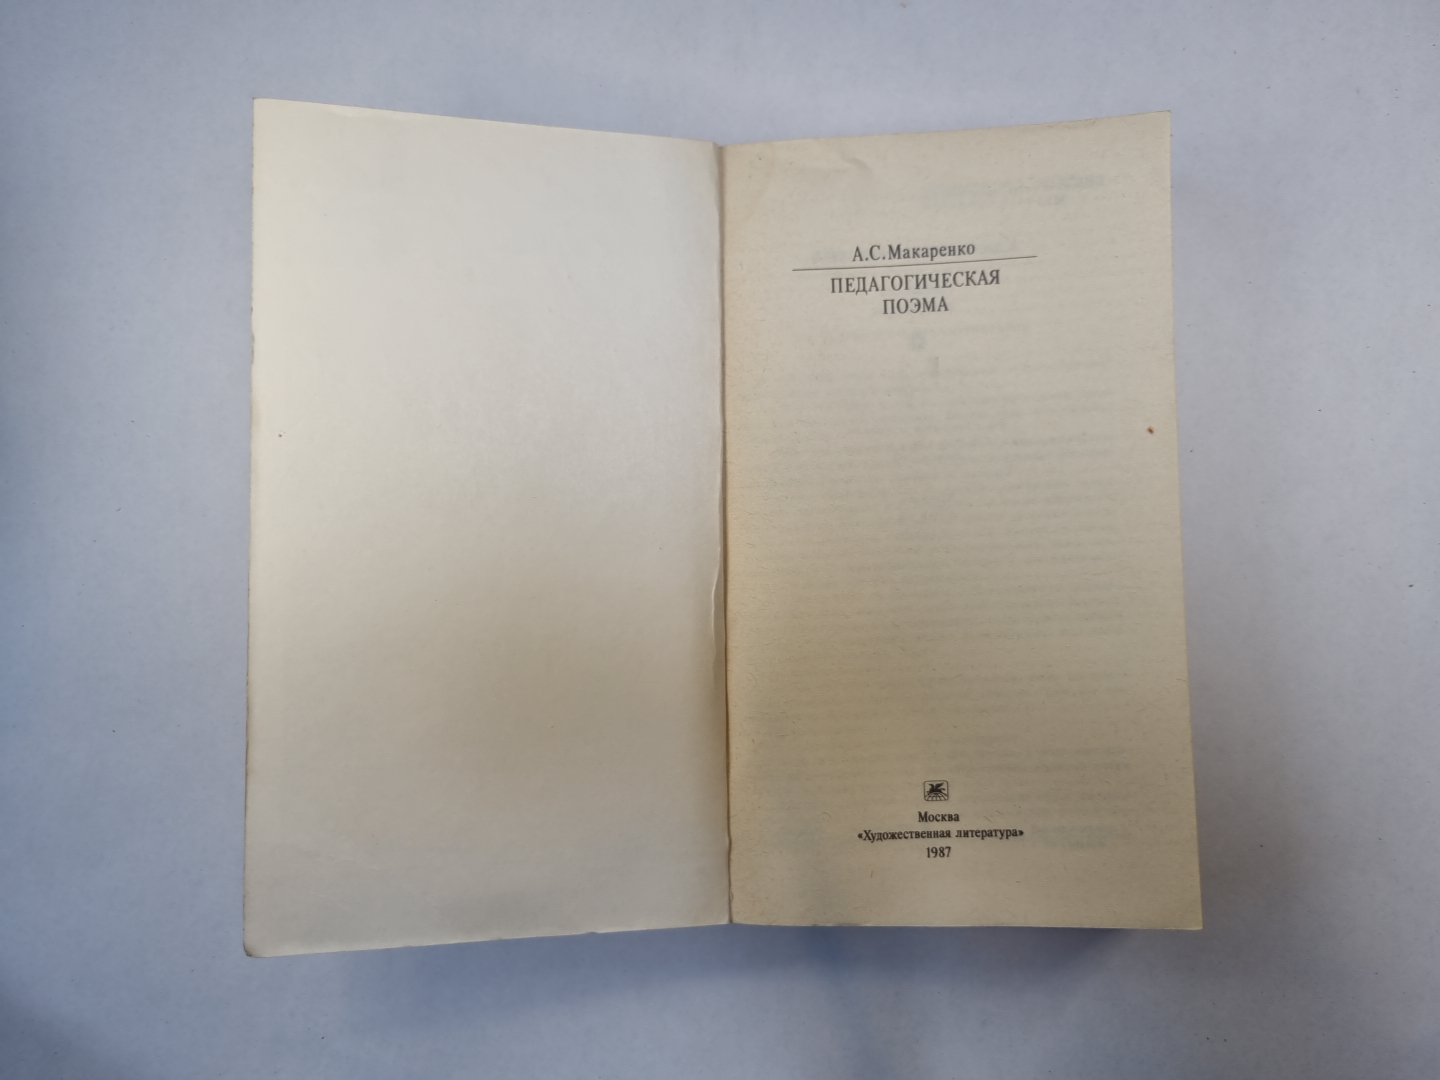 А.С.Макаренко
ПЕДАГОГИЧЕСКАЯ
ПОЭМА
Москва
«Художественная литература»
1987